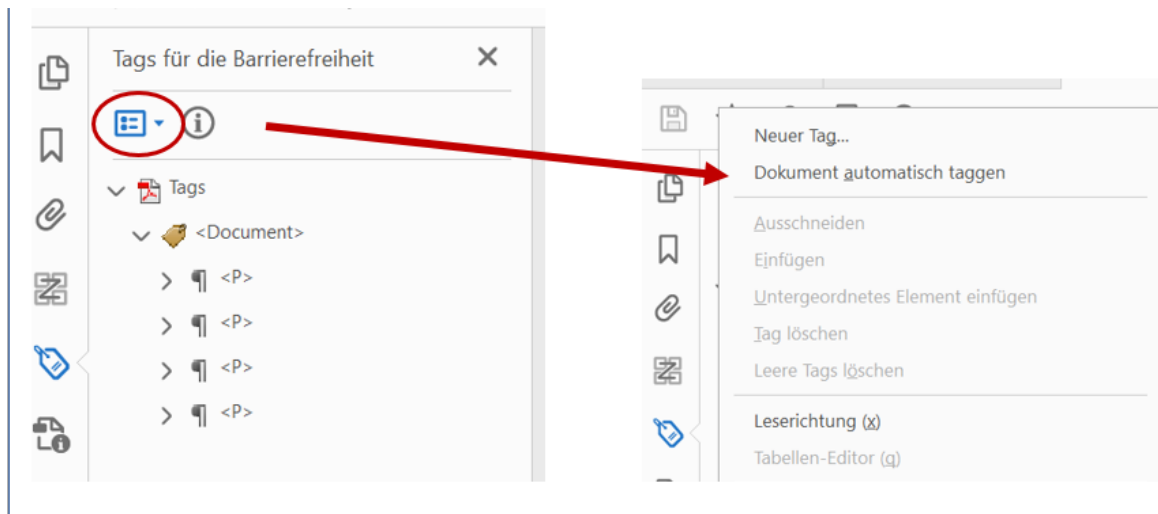 Tags für die Barrierefreiheit
Tags
<Document>
<P>
<P>
<P>
<P>
Neuer Tag...
Dokument automatisch taggen
Ausschneiden
Einfügen
Untergeordnetes Element einfügen
Tag löschen
Leere Tags löschen
Leserichtung (x)
Tabellen-Editor (q)